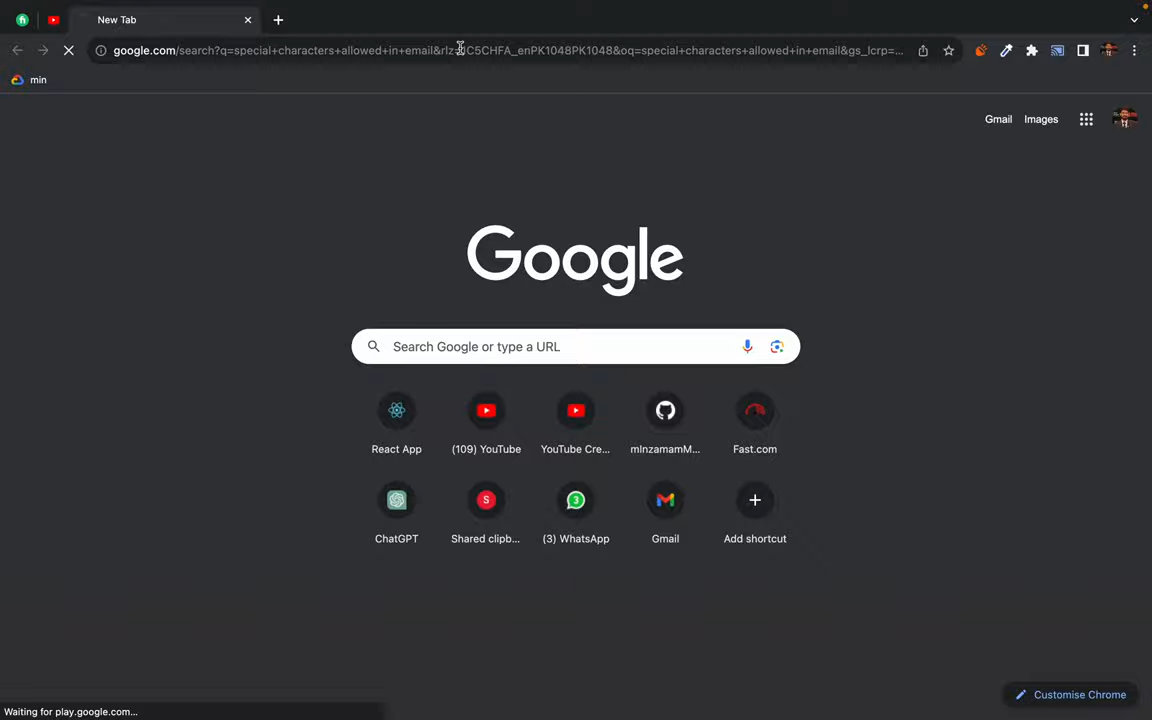 New Tab
google.com/search?q=special+characters+allowed+in+email&rlz=1C5CHFA_enPK1048PK1048&oq=special+characters+allowed+in+email&gs_lcrp=...
min
Gmail Images
Google
Search Google or type a URL
React App (109) YouTube YouTube Cre... mInzamamM... Fast.com
S 3
ChatGPT Shared clipb... (3) WhatsApp Gmail Add shortcut
Customise Chrome
Waiting for play.google.com...